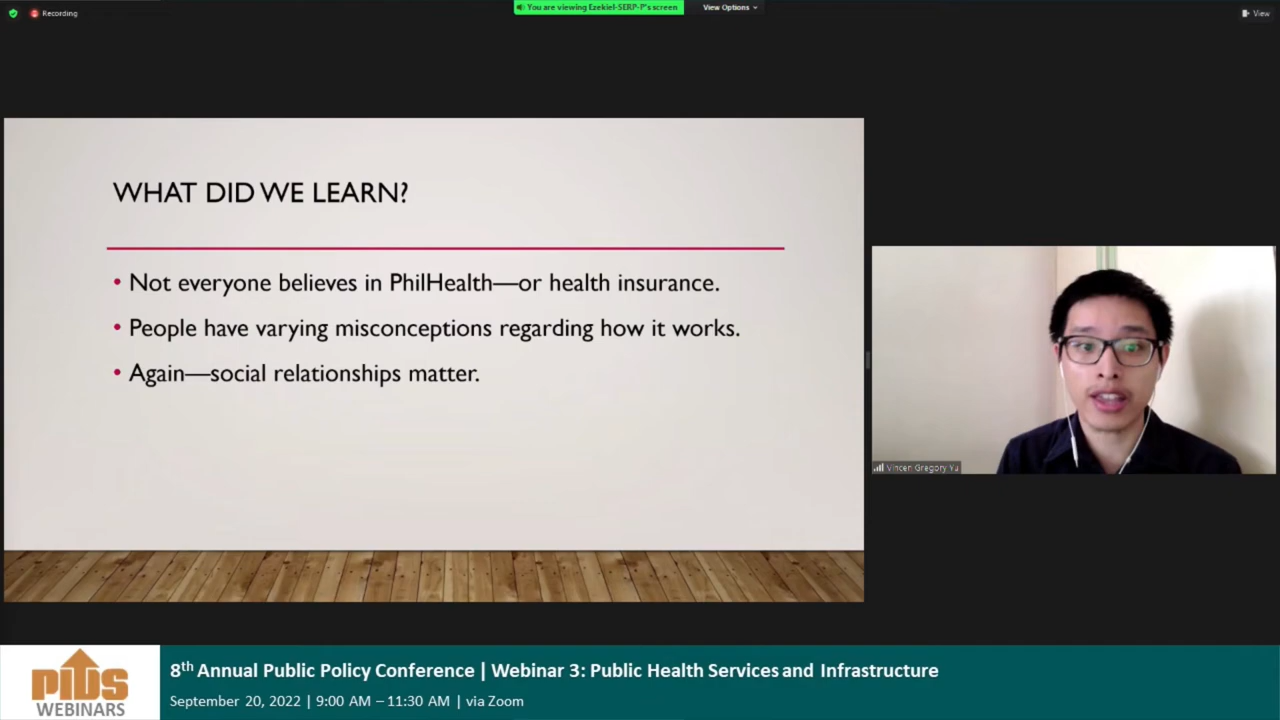 Recording
You are viewing Ezekiel-SERP-P's screen
View Options
View
WHAT DID WE LEARN?
• Not everyone believes in PhilHealth—or health insurance.
• People have varying misconceptions regarding how it works.
• Again—social relationships matter.
Vincen Gregory Yu
PIDS
WEBINARS
8th Annual Public Policy Conference | Webinar 3: Public Health Services and Infrastructure
September 20, 2022 | 9:00 AM – 11:30 AM | via Zoom